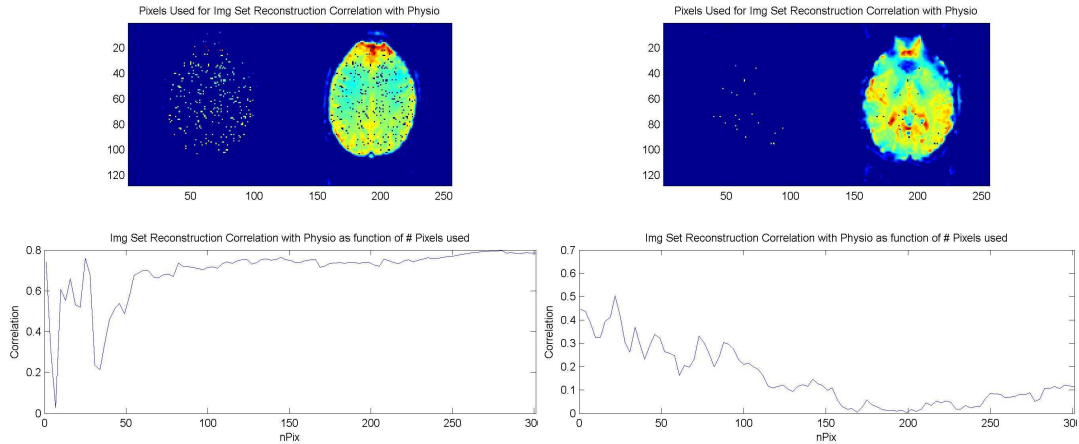 Pixels Used for Img Set Reconstruction Correlation with Physio
20
40
60
80
100
120
50 100 150 200 250
Pixels Used for Img Set Reconstruction Correlation with Physio
20
40
60
80
100
120
50 100 150 200 250
Img Set Reconstruction Correlation with Physio as function of # Pixels used
Correlation
0.8
0.6
0.4
0.2
0
0 50 100 150 200 250 300
nPix
Img Set Reconstruction Correlation with Physio as function of # Pixels used
Correlation
0.7
0.6
0.5
0.4
0.3
0.2
0.1
0
0 50 100 150 200 250 300
nPix